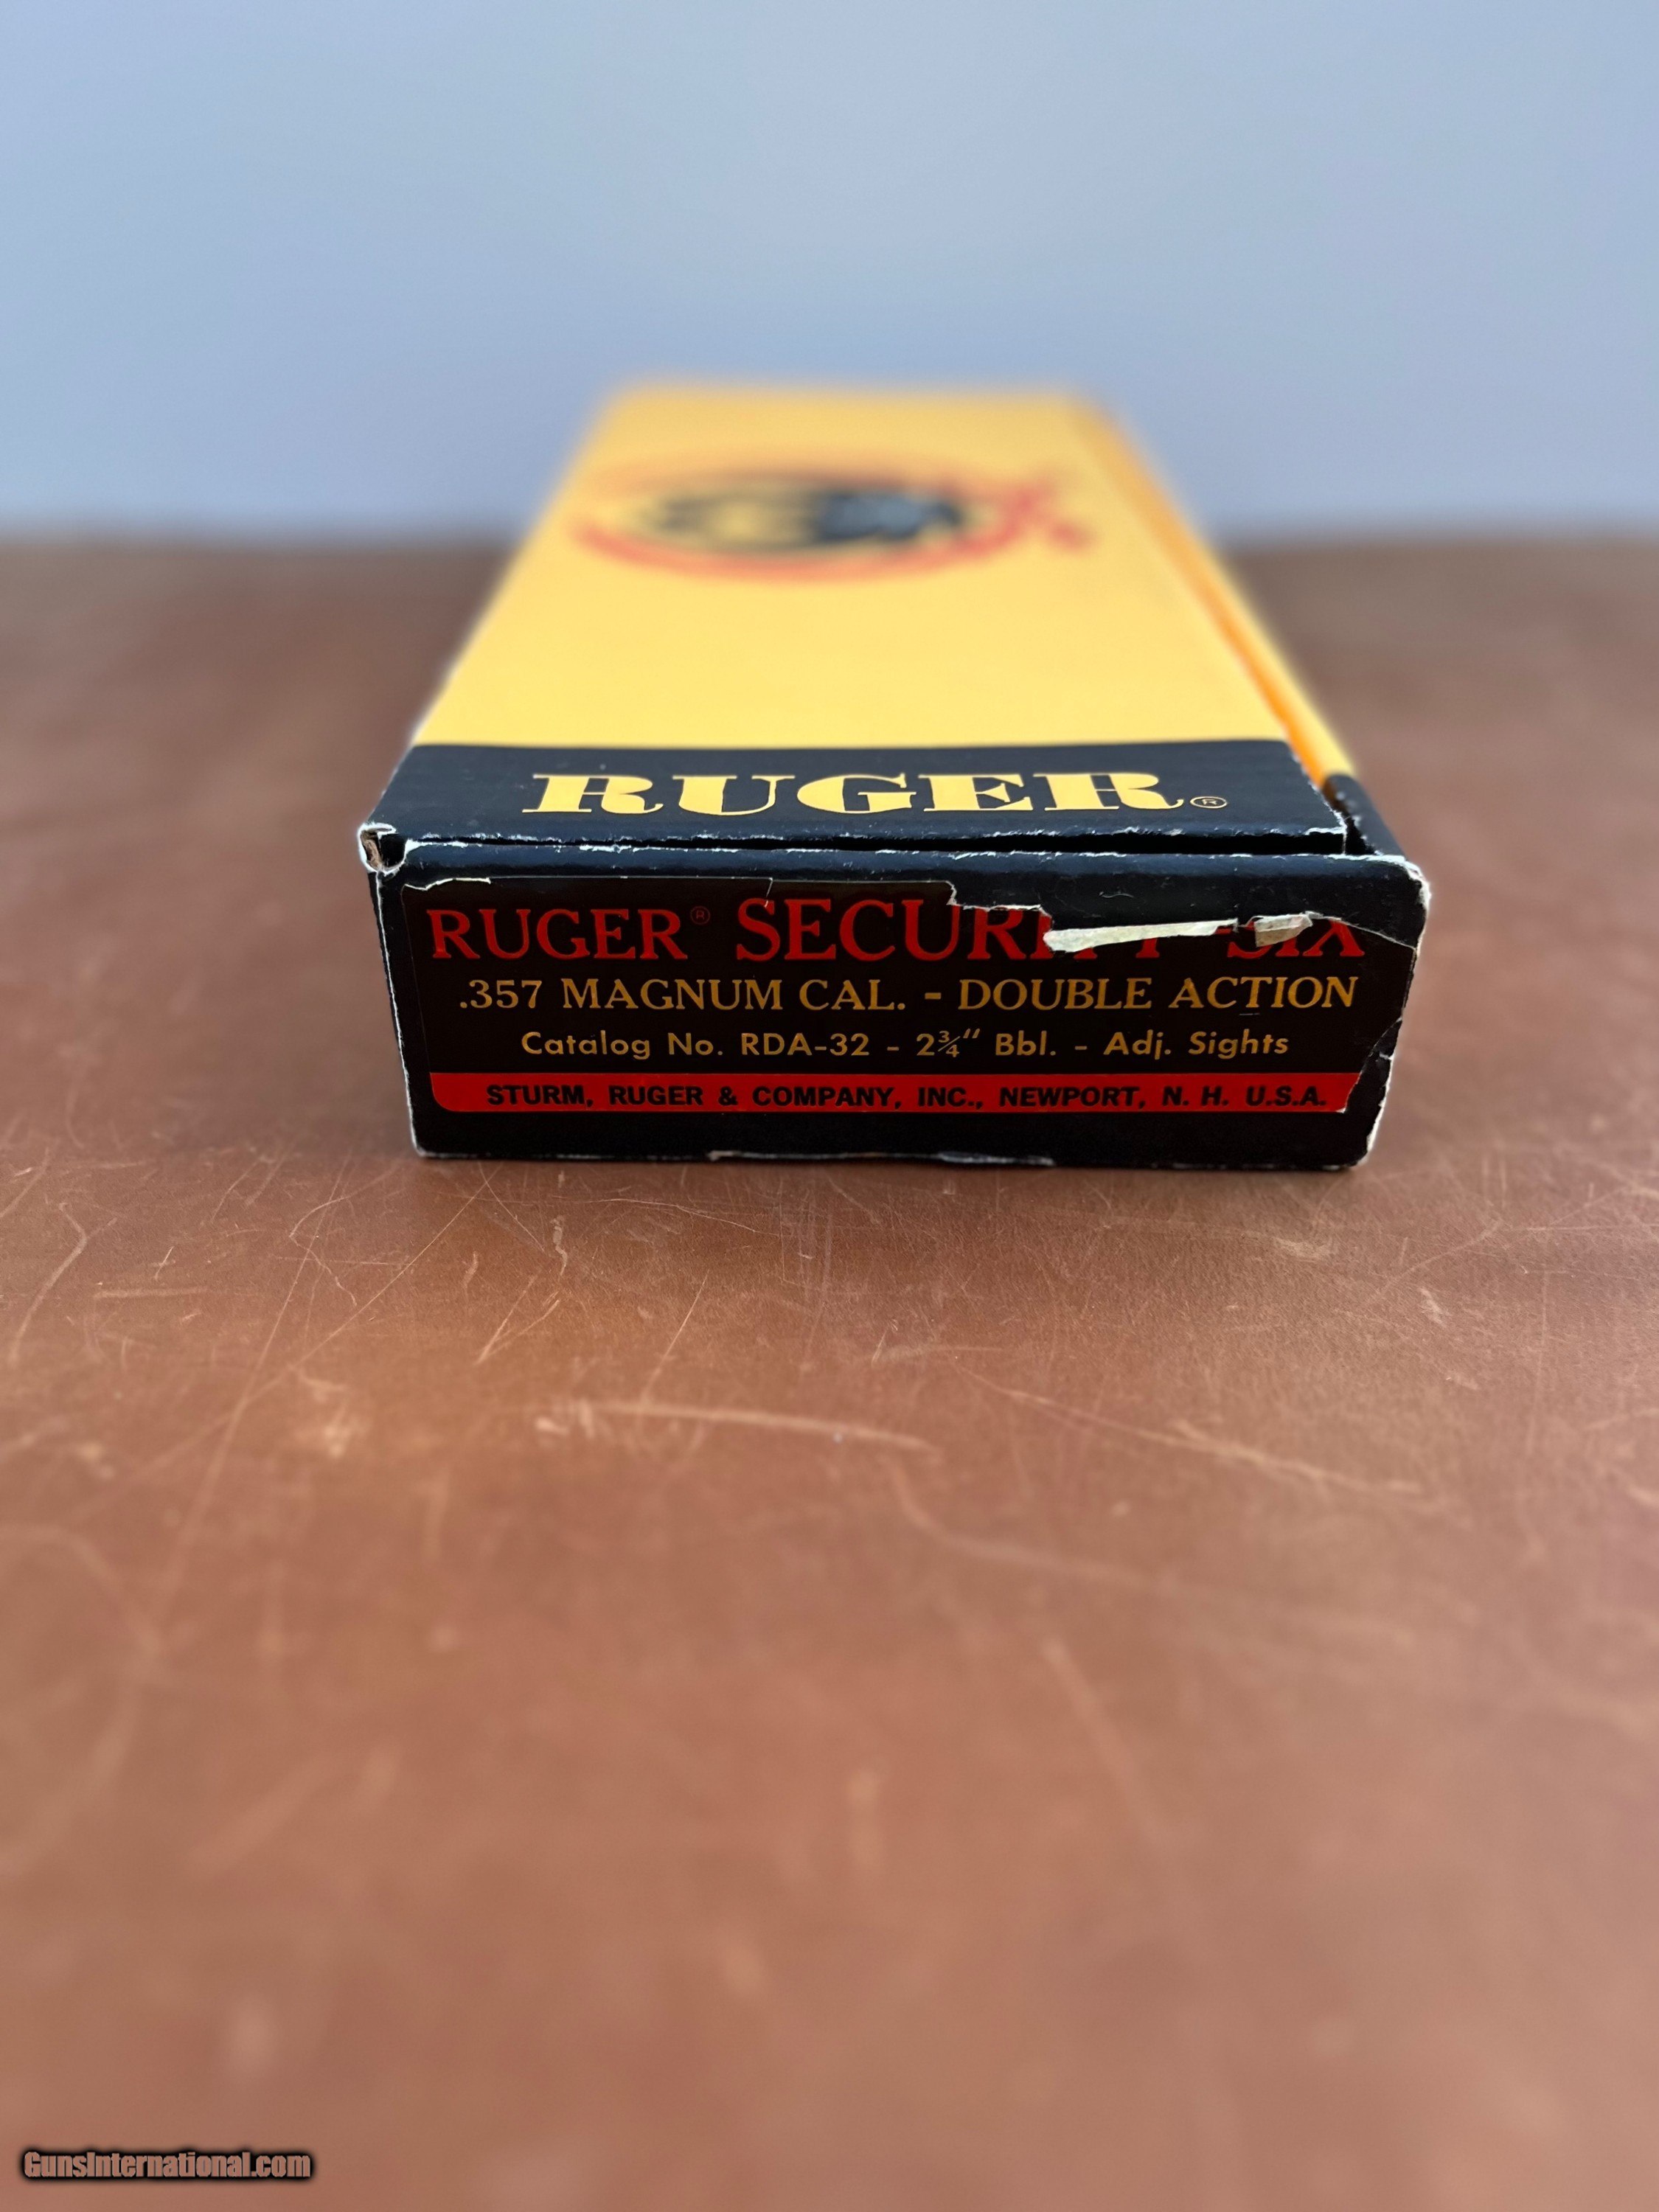 RUGER®
RUGER® SECURITY-SIX
.357 MAGNUM CAL. - DOUBLE ACTION
Catalog No. RDA-32 - 2¾" Bbl. - Adj. Sights
STURM, RUGER & COMPANY, INC., NEWPORT, N. H. U.S.A.
GunsInternational.com